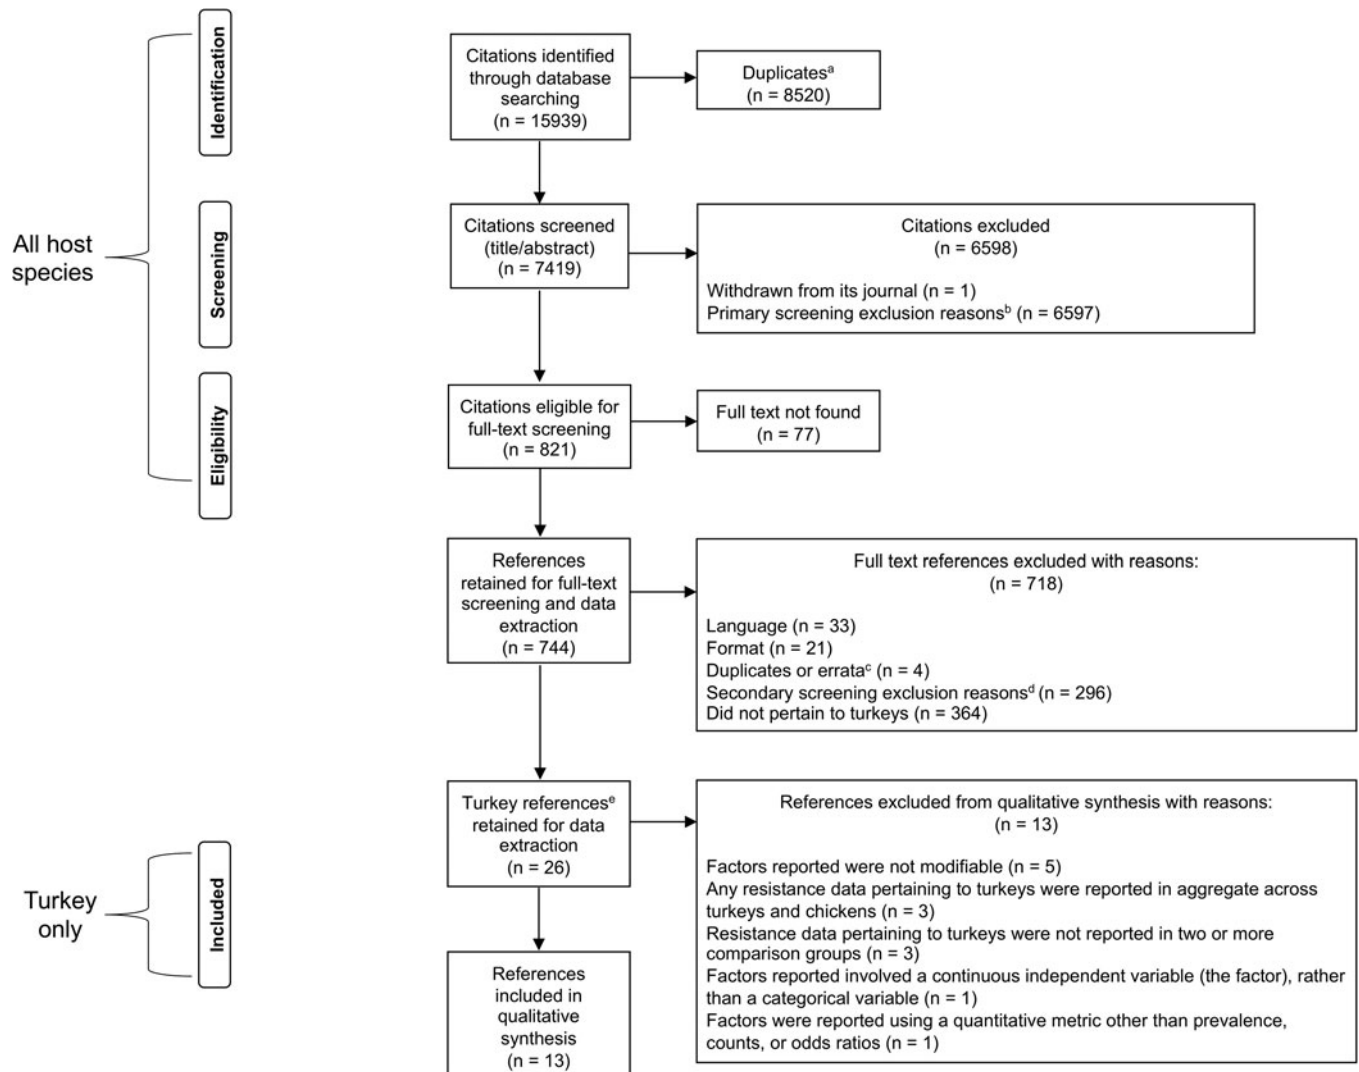 Identification
Citations identified
through database
searching
(n = 15939)
Duplicatesᵃ
(n = 8520)
All host
species
Screening
Citations screened
(title/abstract)
(n = 7419)
Citations excluded
(n = 6598)
Withdrawn from its journal (n = 1)
Primary screening exclusion reasonsᵇ (n = 6597)
Eligibility
Citations eligible for
full-text screening
(n = 821)
Full text not found
(n = 77)
References
retained for full-text
screening and data
extraction
(n = 744)
Full text references excluded with reasons:
(n = 718)
Language (n = 33)
Format (n = 21)
Duplicates or errataᶜ (n = 4)
Secondary screening exclusion reasonsᵈ (n = 296)
Did not pertain to turkeys (n = 364)
Turkey
only
Included
Turkey referencesᵉ
retained for data
extraction
(n = 26)
References excluded from qualitative synthesis with reasons:
(n = 13)
Factors reported were not modifiable (n = 5)
Any resistance data pertaining to turkeys were reported in aggregate across
turkeys and chickens (n = 3)
Resistance data pertaining to turkeys were not reported in two or more
comparison groups (n = 3)
Factors reported involved a continuous independent variable (the factor), rather
than a categorical variable (n = 1)
Factors were reported using a quantitative metric other than prevalence,
counts, or odds ratios (n = 1)
References
included in
qualitative
synthesis
(n = 13)